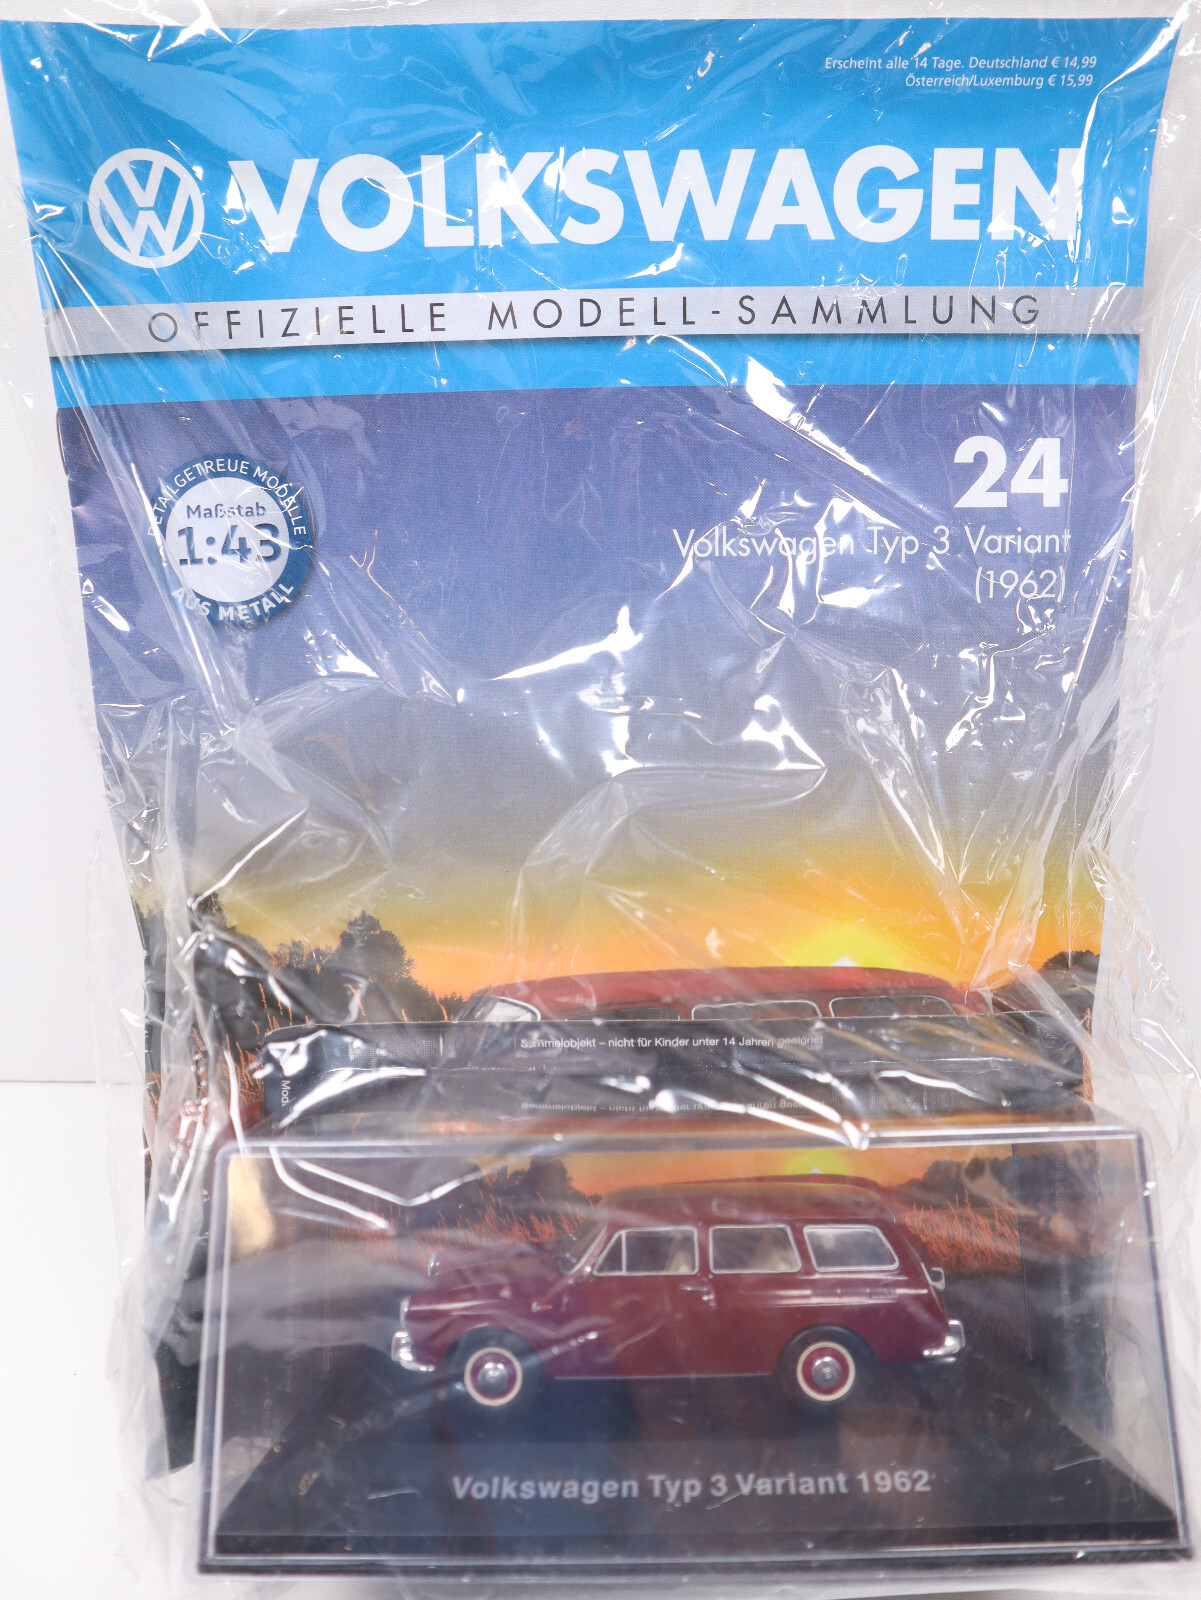 Erscheint alle 14 Tage. Deutschland € 14,99
Österreich/Luxemburg € 15,99
VOLKSWAGEN
OFFIZIELLE MODELL-SAMMLUNG
DETAILGETREUE MODELLE
Maßstab
1:43
AUS METALL
24
Volkswagen Typ 3 Variant
(1962)
Sammelobjekt – nicht für Kinder unter 14 Jahren geeignet
Volkswagen Typ 3 Variant 1962